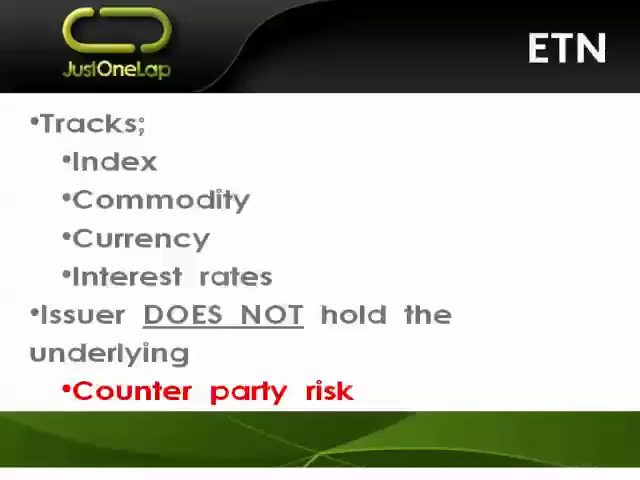 JustOneLap
ETN
•Tracks;
•Index
•Commodity
•Currency
•Interest rates
•Issuer DOES NOT hold the
underlying
•Counter party risk